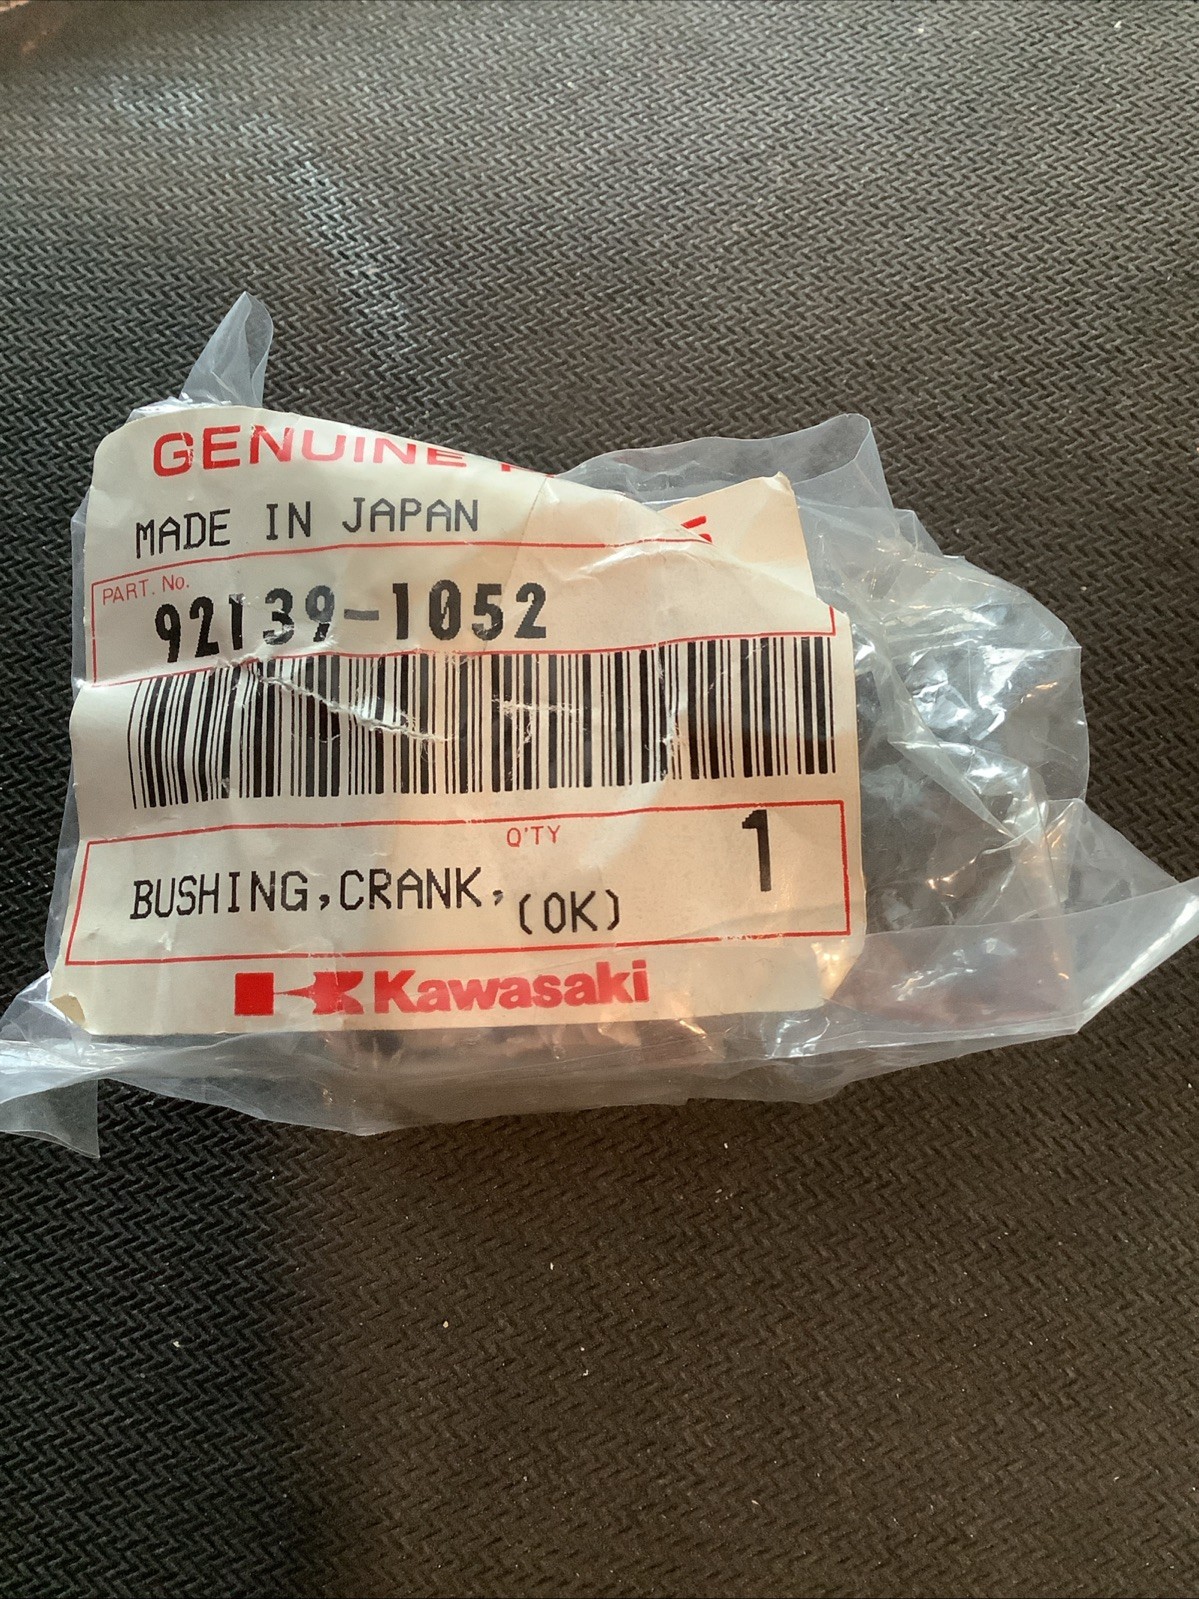 GENUINE
MADE IN JAPAN
PART. No.
92139-1052
Q'TY
1
BUSHING,CRANK,(OK)
Kawasaki